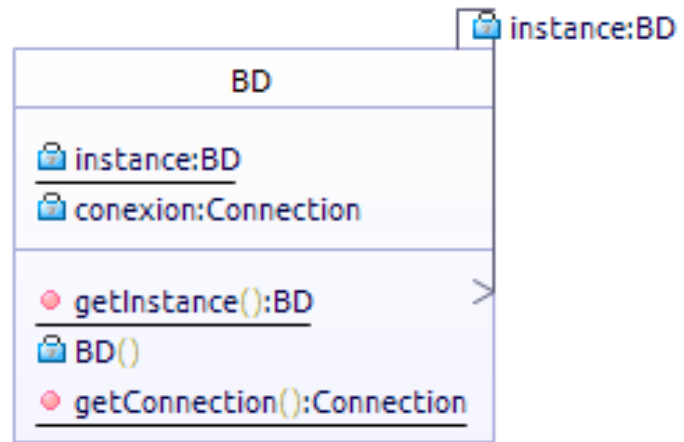 instance:BD
BD
instance:BD
conexion:Connection
getInstance():BD
BD()
getConnection():Connection